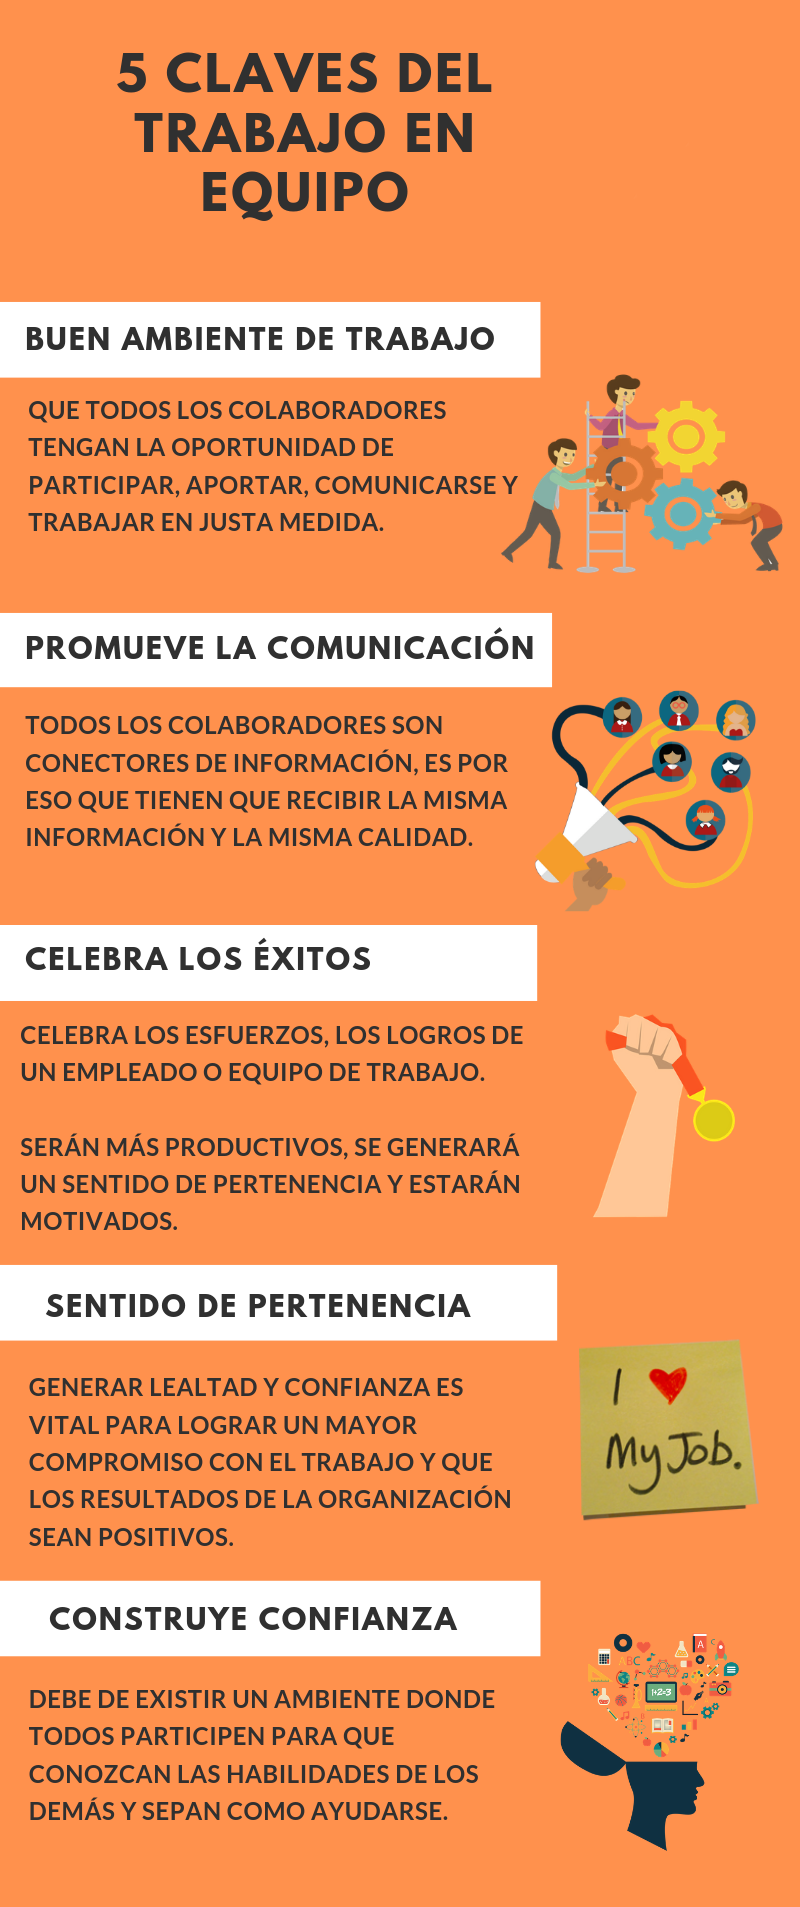 5 CLAVES DEL
TRABAJO EN
EQUIPO
BUEN AMBIENTE DE TRABAJO
QUE TODOS LOS COLABORADORES
TENGAN LA OPORTUNIDAD DE
PARTICIPAR, APORTAR, COMUNICARSE Y
TRABAJAR EN JUSTA MEDIDA.
PROMUEVE LA COMUNICACIÓN
TODOS LOS COLABORADORES SON
CONECTORES DE INFORMACIÓN, ES POR
ESO QUE TIENEN QUE RECIBIR LA MISMA
INFORMACIÓN Y LA MISMA CALIDAD.
CELEBRA LOS ÉXITOS
CELEBRA LOS ESFUERZOS, LOS LOGROS DE
UN EMPLEADO O EQUIPO DE TRABAJO.
SERÁN MÁS PRODUCTIVOS, SE GENERARÁ
UN SENTIDO DE PERTENENCIA Y ESTARÁN
MOTIVADOS.
SENTIDO DE PERTENENCIA
GENERAR LEALTAD Y CONFIANZA ES
VITAL PARA LOGRAR UN MAYOR
COMPROMISO CON EL TRABAJO Y QUE
LOS RESULTADOS DE LA ORGANIZACIÓN
SEAN POSITIVOS.
I ♥
My Job.
CONSTRUYE CONFIANZA
DEBE DE EXISTIR UN AMBIENTE DONDE
TODOS PARTICIPEN PARA QUE
CONOZCAN LAS HABILIDADES DE LOS
DEMÁS Y SEPAN COMO AYUDARSE.
A
ABC
1+2=3